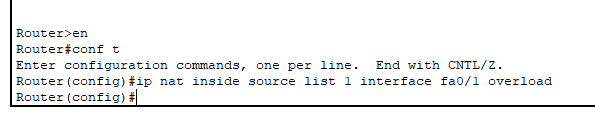 Router>en
Router#conf t
Enter configuration commands, one per line.  End with CNTL/Z.
Router(config)#ip nat inside source list 1 interface fa0/1 overload
Router(config)#